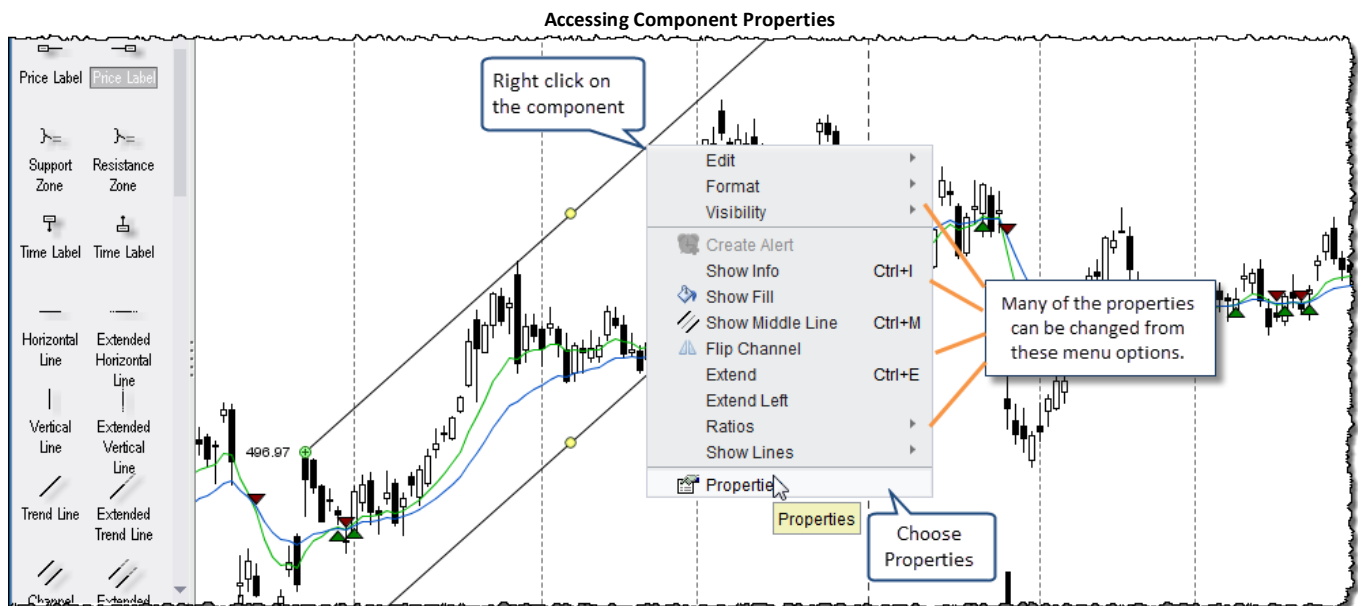 Accessing Component Properties
Price Label
Price Label
Support
Zone
Resistance
Zone
Time Label
Time Label
Horizontal
Line
Extended
Horizontal
Line
Vertical
Line
Extended
Vertical
Line
Trend Line
Extended
Trend Line
Channel
Extended
Right click on
the component
496.97
Edit
Format
Visibility
Create Alert
Show Info Ctrl+I
Show Fill
Show Middle Line Ctrl+M
Flip Channel
Extend Ctrl+E
Extend Left
Ratios
Show Lines
Propertie
Properties
Many of the properties
can be changed from
these menu options.
Choose
Properties